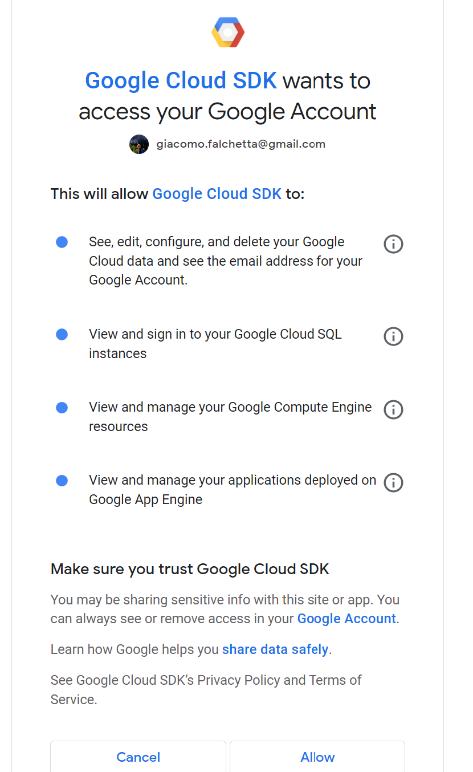 Google Cloud SDK wants to
access your Google Account
giacomo.falchetta@gmail.com
This will allow Google Cloud SDK to:
See, edit, configure, and delete your Google
Cloud data and see the email address for your
Google Account.
View and sign in to your Google Cloud SQL
instances
View and manage your Google Compute Engine
resources
View and manage your applications deployed on
Google App Engine
Make sure you trust Google Cloud SDK
You may be sharing sensitive info with this site or app. You
can always see or remove access in your Google Account.
Learn how Google helps you share data safely.
See Google Cloud SDK's Privacy Policy and Terms of
Service.
Cancel
Allow